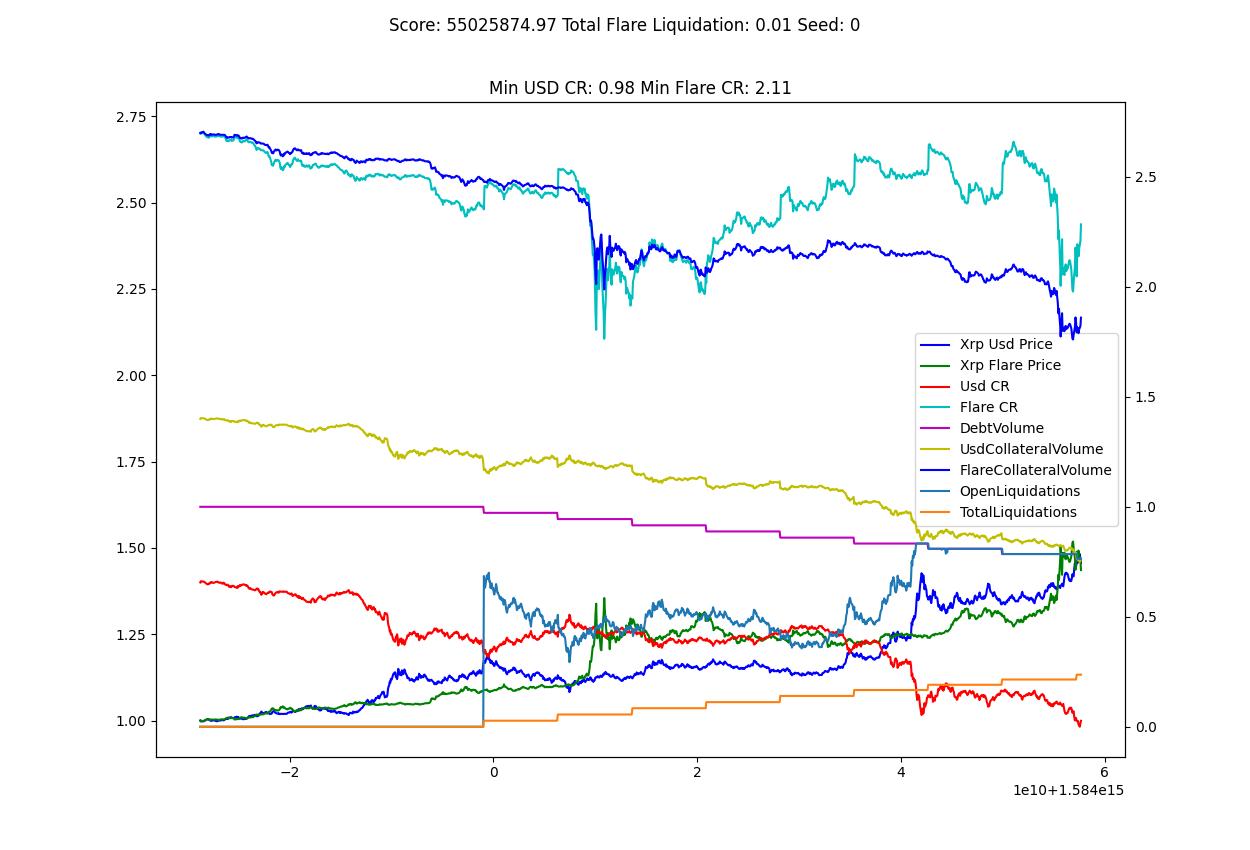 Score: 55025874.97 Total Flare Liquidation: 0.01 Seed: 0
Min USD CR: 0.98 Min Flare CR: 2.11
2.75
2.50
2.25
2.00
1.75
1.50
1.25
1.00
2.5
2.0
1.5
1.0
0.5
0.0
Xrp Usd Price
Xrp Flare Price
Usd CR
Flare CR
DebtVolume
UsdCollateralVolume
FlareCollateralVolume
OpenLiquidations
TotalLiquidations
−2 0 2 4 6
1e10+1.584e15